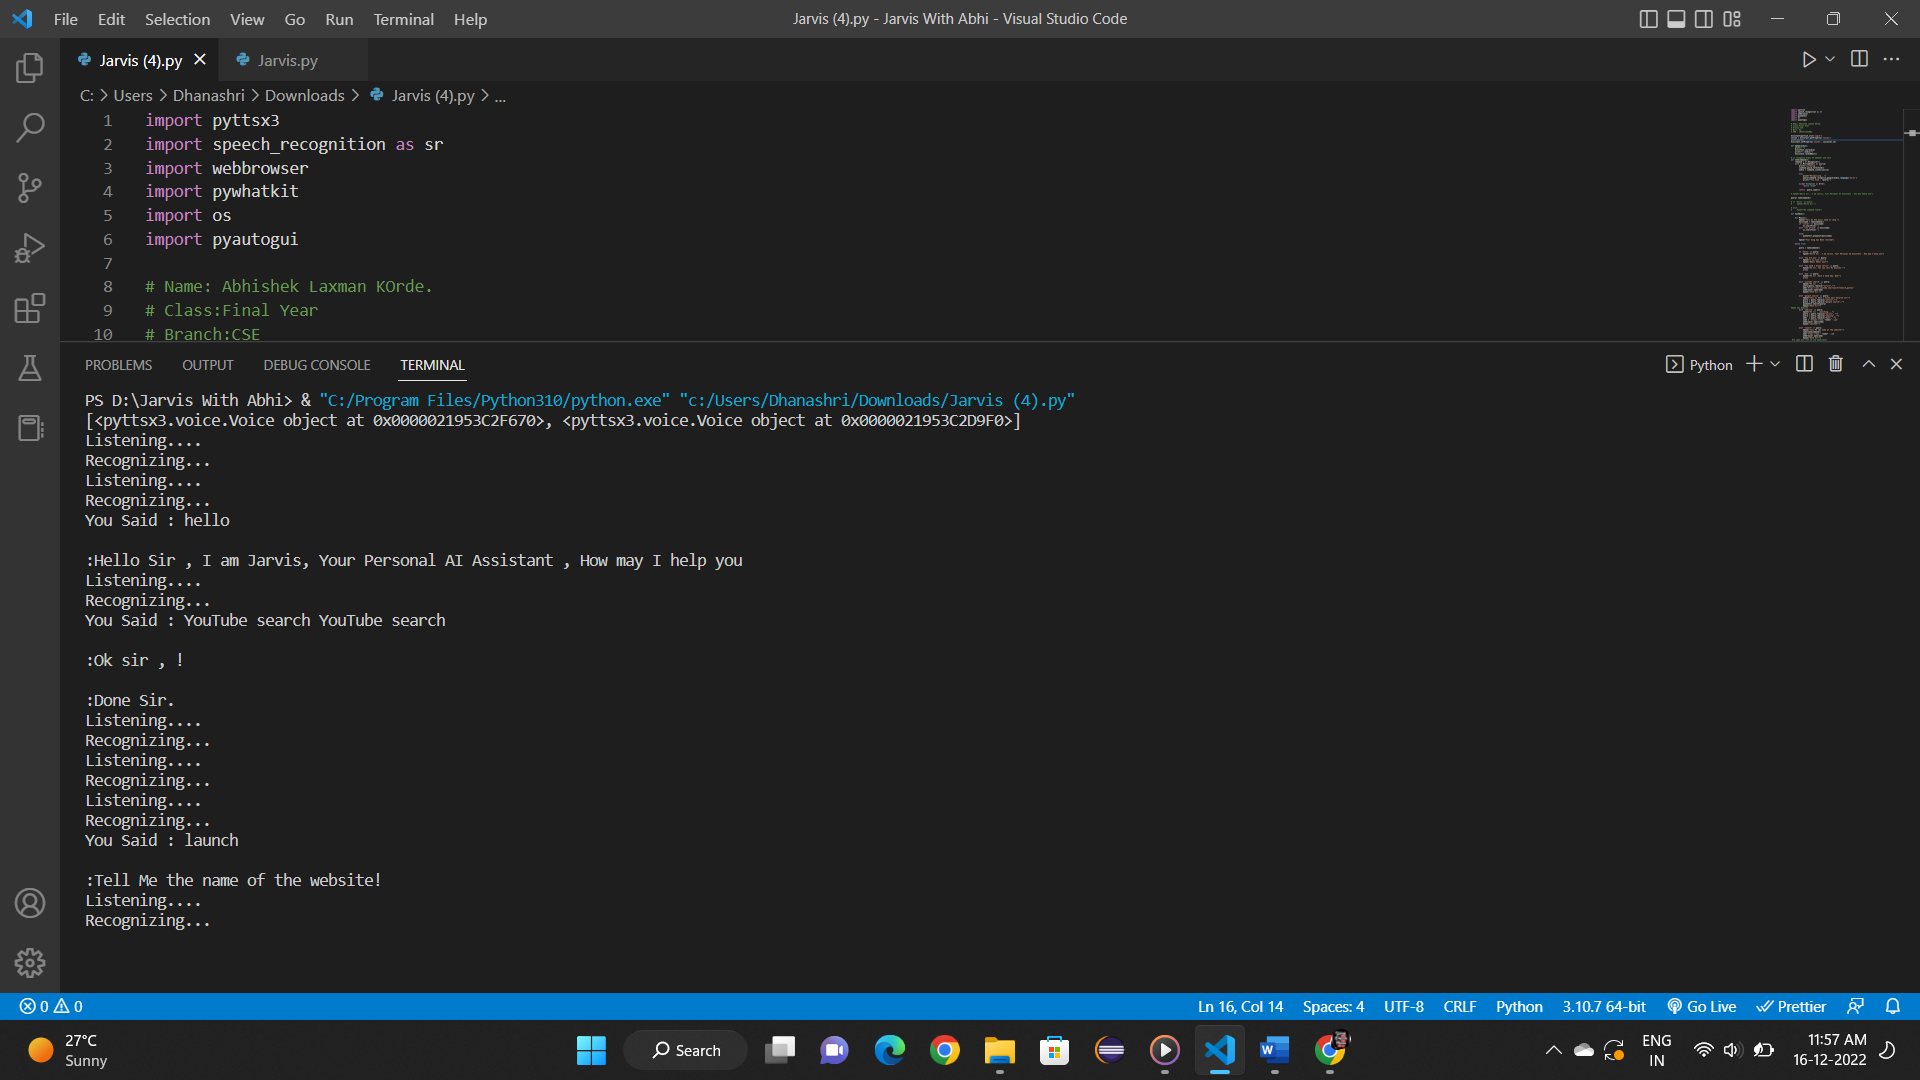 File Edit Selection View Go Run Terminal Help
Jarvis (4).py - Jarvis With Abhi - Visual Studio Code
Jarvis (4).py
Jarvis.py
C: > Users > Dhanashri > Downloads > Jarvis (4).py > ...
1 import pyttsx3
2 import speech_recognition as sr
3 import webbrowser
4 import pywhatkit
5 import os
6 import pyautogui
7
8 # Name: Abhishek Laxman KOrde.
9 # Class:Final Year
10 # Branch:CSE
PROBLEMS OUTPUT DEBUG CONSOLE TERMINAL
Python
PS D:\Jarvis With Abhi> & "C:/Program Files/Python310/python.exe" "c:/Users/Dhanashri/Downloads/Jarvis (4).py"
[<pyttsx3.voice.Voice object at 0x0000021953C2F670>, <pyttsx3.voice.Voice object at 0x0000021953C2D9F0>]
Listening....
Recognizing...
Listening....
Recognizing...
You Said : hello
:Hello Sir , I am Jarvis, Your Personal AI Assistant , How may I help you
Listening....
Recognizing...
You Said : YouTube search YouTube search
:Ok sir , !
:Done Sir.
Listening....
Recognizing...
Listening....
Recognizing...
Listening....
Recognizing...
You Said : launch
:Tell Me the name of the website!
Listening....
Recognizing...
0 0
Ln 16, Col 14 Spaces: 4 UTF-8 CRLF Python 3.10.7 64-bit Go Live Prettier
27°C
Sunny
Search
ENG
IN
11:57 AM
16-12-2022